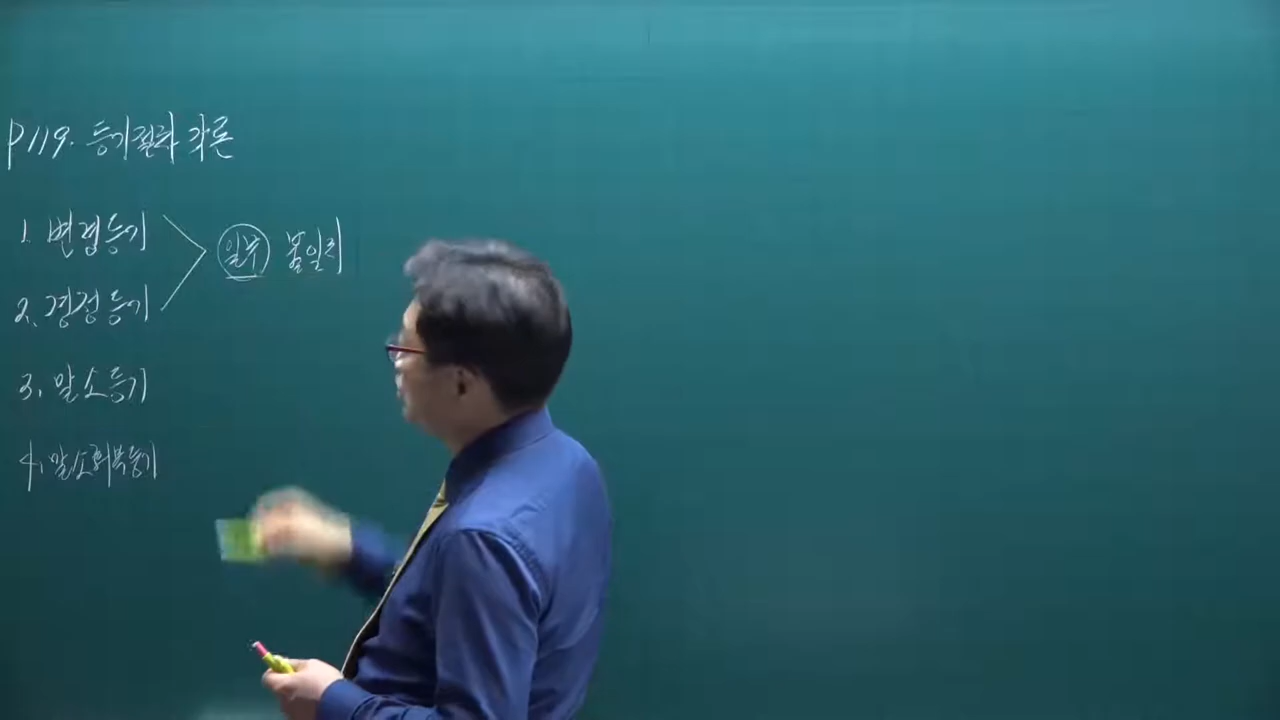 P119. 등기절차 각론
1. 변경등기
일부 불일치
2. 경정등기
3. 말소등기
4. 말소회복등기